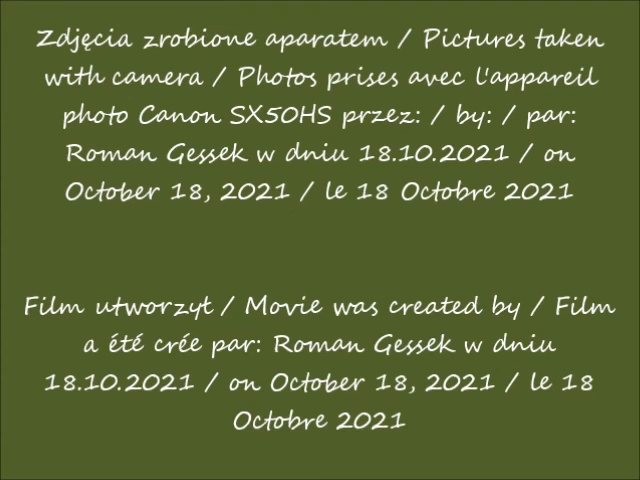 Zdjęcia zrobione aparatem / Pictures taken
with camera / Photos prises avec l'appareil
photo Canon SX50HS przez: / by: / par:
Roman Gessek w dniu 18.10.2021 / on
October 18, 2021 / le 18 Octobre 2021
Film utworzył / Movie was created by / Film
a été crée par: Roman Gessek w dniu
18.10.2021 / on October 18, 2021 / le 18
Octobre 2021